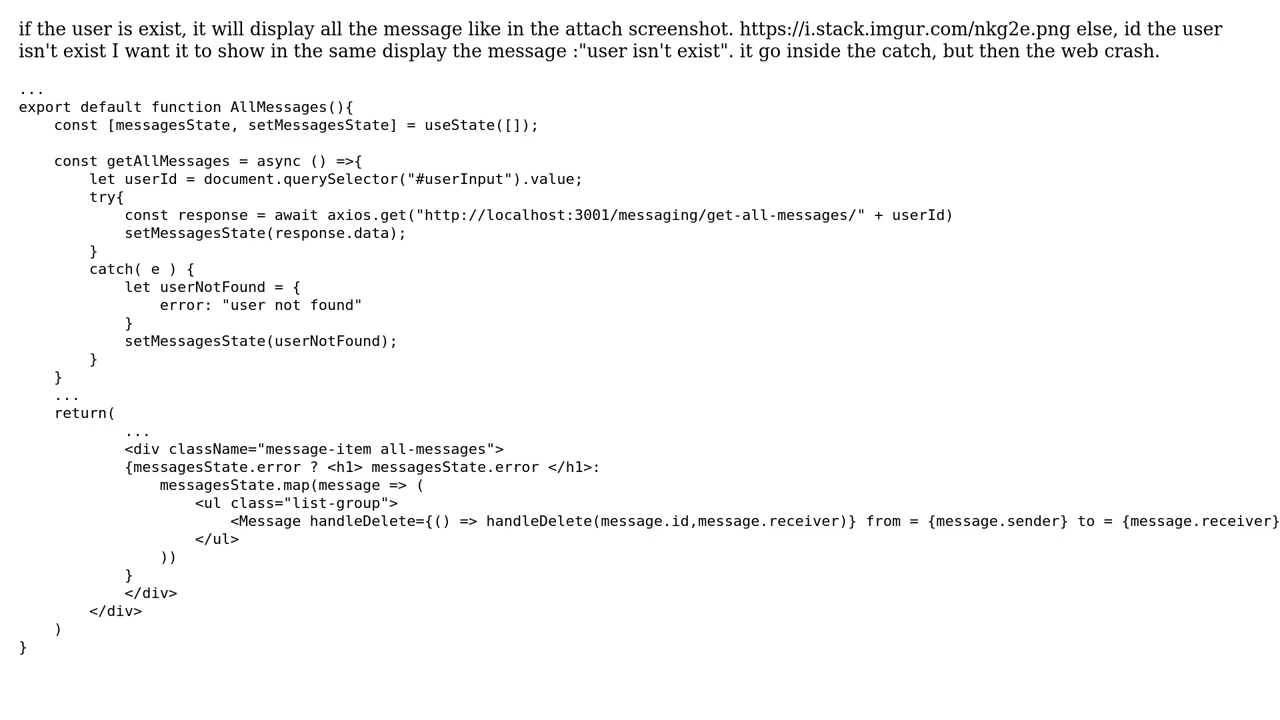 if the user is exist, it will display all the message like in the attach screenshot. https://i.stack.imgur.com/nkg2e.png else, id the user
isn't exist I want it to show in the same display the message :"user isn't exist". it go inside the catch, but then the web crash.
...
export default function AllMessages(){
    const [messagesState, setMessagesState] = useState([]);
    const getAllMessages = async () =>{
        let userId = document.querySelector("#userInput").value;
        try{
            const response = await axios.get("http://localhost:3001/messaging/get-all-messages/" + userId)
            setMessagesState(response.data);
        }
        catch( e ) {
            let userNotFound = {
                error: "user not found"
            }
            setMessagesState(userNotFound);
        }
    }
    ...
    return(
            ...
            <div className="message-item all-messages">
            {messagesState.error ? <h1> messagesState.error </h1>:
                messagesState.map(message => (
                    <ul class="list-group">
                        <Message handleDelete={() => handleDelete(message.id,message.receiver)} from = {message.sender} to = {message.receiver}
                    </ul>
                ))
            }
            </div>
        </div>
    )
}